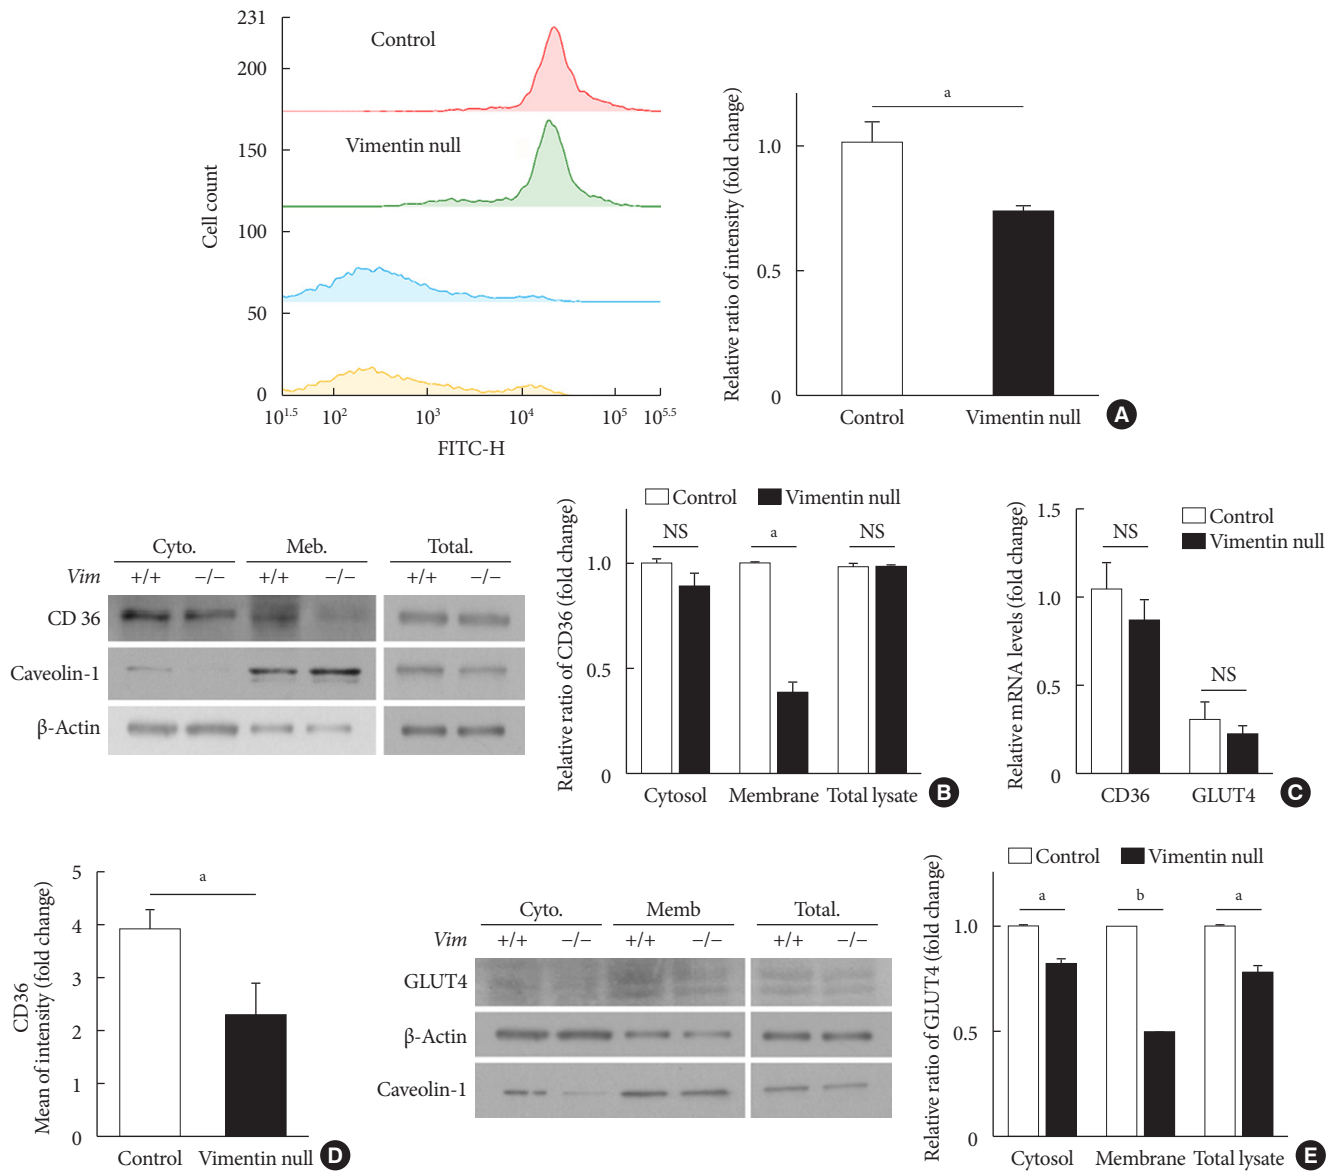 231
200
150
100
50
0
Cell count
Control
Vimentin null
10^1.5 10^2 10^3 10^4 10^5 10^5.5
FITC-H
Relative ratio of intensity (fold change)
1.0
0.5
0
a
Control Vimentin null
A
Cyto. Meb. Total.
Vim +/+ −/− +/+ −/− +/+ −/−
CD 36
Caveolin-1
β-Actin
Control Vimentin null
Relative ratio of CD36 (fold change)
1.0
0.5
0
NS a NS
Cytosol Membrane Total lysate
B
Relative mRNA levels (fold change)
1.5
1.0
0.5
0
Control
Vimentin null
NS
NS
CD36 GLUT4
C
CD36
Mean of intensity (fold change)
5
4
3
2
1
0
a
Control Vimentin null
D
Cyto. Memb Total.
Vim +/+ −/− +/+ −/− +/+ −/−
GLUT4
β-Actin
Caveolin-1
Control Vimentin null
Relative ratio of GLUT4 (fold change)
1.0
0.5
0
a b a
Cytosol Membrane Total lysate
E